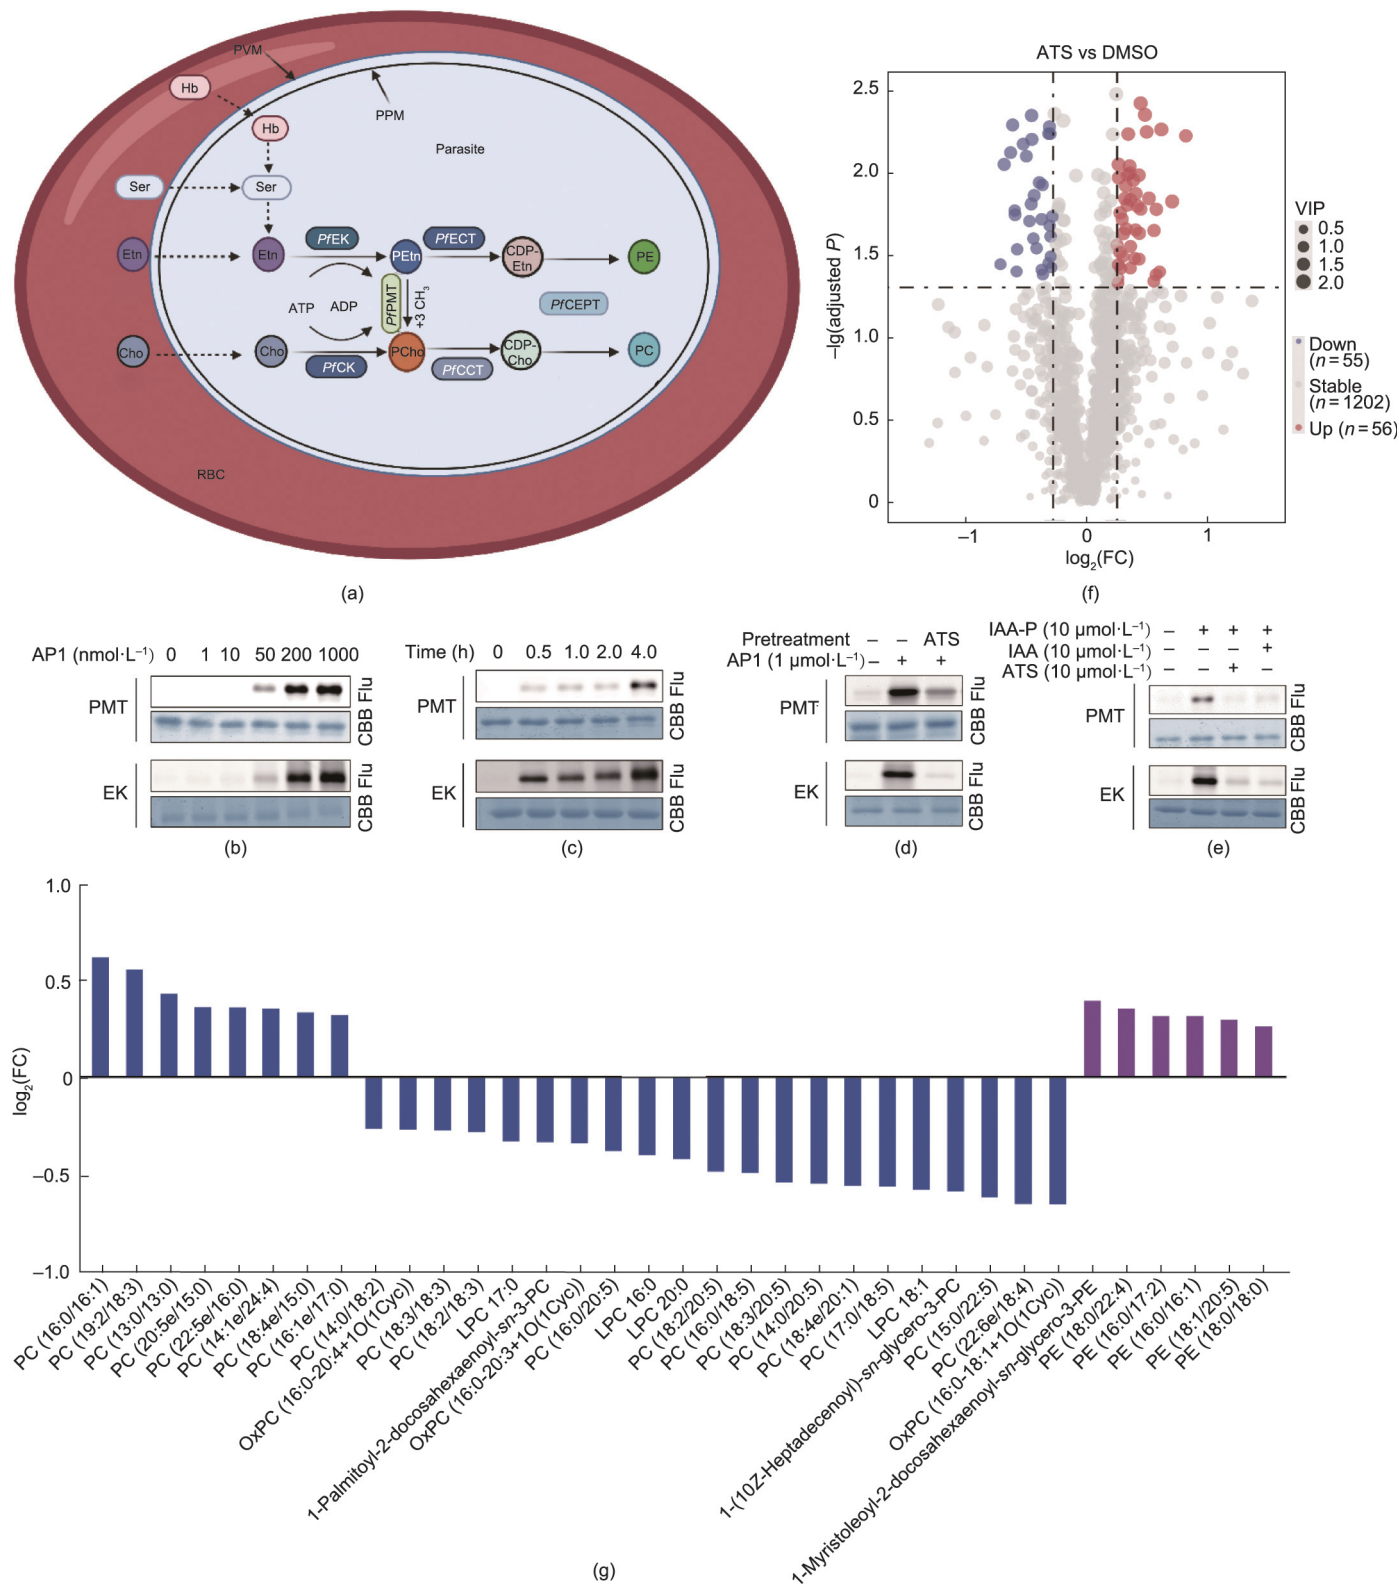 PVM
Hb
Hb
PPM
Parasite
Ser
Ser
Etn
Etn
PfEK
PEtn
PfECT
CDP-
Etn
PE
ATP
ADP
PfPMT
+3 CH3
PfCEPT
Cho
Cho
PfCK
PCho
PfCCT
CDP-
Cho
PC
RBC
(a)
ATS vs DMSO
2.5
2.0
1.5
1.0
0.5
0
–lg(adjusted P)
–1
0
1
log2(FC)
VIP
0.5
1.0
1.5
2.0
Down
(n = 55)
Stable
(n = 1202)
Up (n = 56)
(f)
AP1 (nmol·L–1) 0 1 10 50 200 1000
PMT
Flu
CBB
EK
Flu
CBB
(b)
Time (h) 0 0.5 1.0 2.0 4.0
PMT
Flu
CBB
EK
Flu
CBB
(c)
Pretreatment – – ATS
AP1 (1 μmol·L–1) – + +
PMT
Flu
CBB
EK
Flu
CBB
(d)
IAA-P (10 μmol·L–1) – + + +
IAA (10 μmol·L–1) – – – +
ATS (10 μmol·L–1) – – + –
PMT
Flu
CBB
EK
Flu
CBB
(e)
1.0
0.5
0
–0.5
–1.0
log2(FC)
PC (16:0/16:1)
PC (19:2/18:3)
PC (13:0/13:0)
PC (20:5e/15:0)
PC (22:5e/16:0)
PC (14:1e/24:4)
PC (18:4e/15:0)
PC (16:1e/17:0)
PC (14:0/18:2)
OxPC (16:0-20:4+1O(1Cyc))
PC (18:3/18:3)
PC (18:2/18:3)
LPC 17:0
1-Palmitoyl-2-docosahexaenoyl-sn-3-PC
OxPC (16:0-20:3+1O(1Cyc))
PC (16:0/20:5)
LPC 16:0
LPC 20:0
PC (18:2/20:5)
PC (16:0/18:5)
PC (18:3/20:5)
PC (14:0/20:5)
PC (18:4e/20:1)
PC (17:0/18:5)
LPC 18:1
1-(10Z-Heptadecenoyl)-sn-glycero-3-PC
PC (15:0/22:5)
PC (22:6e/18:4)
OxPC (16:0-18:1+1O(1Cyc))
1-Myristoleoyl-2-docosahexaenoyl-sn-glycero-3-PE
PE (18:0/22:4)
PE (16:0/17:2)
PE (16:0/16:1)
PE (18:1/20:5)
PE (18:0/18:0)
(g)